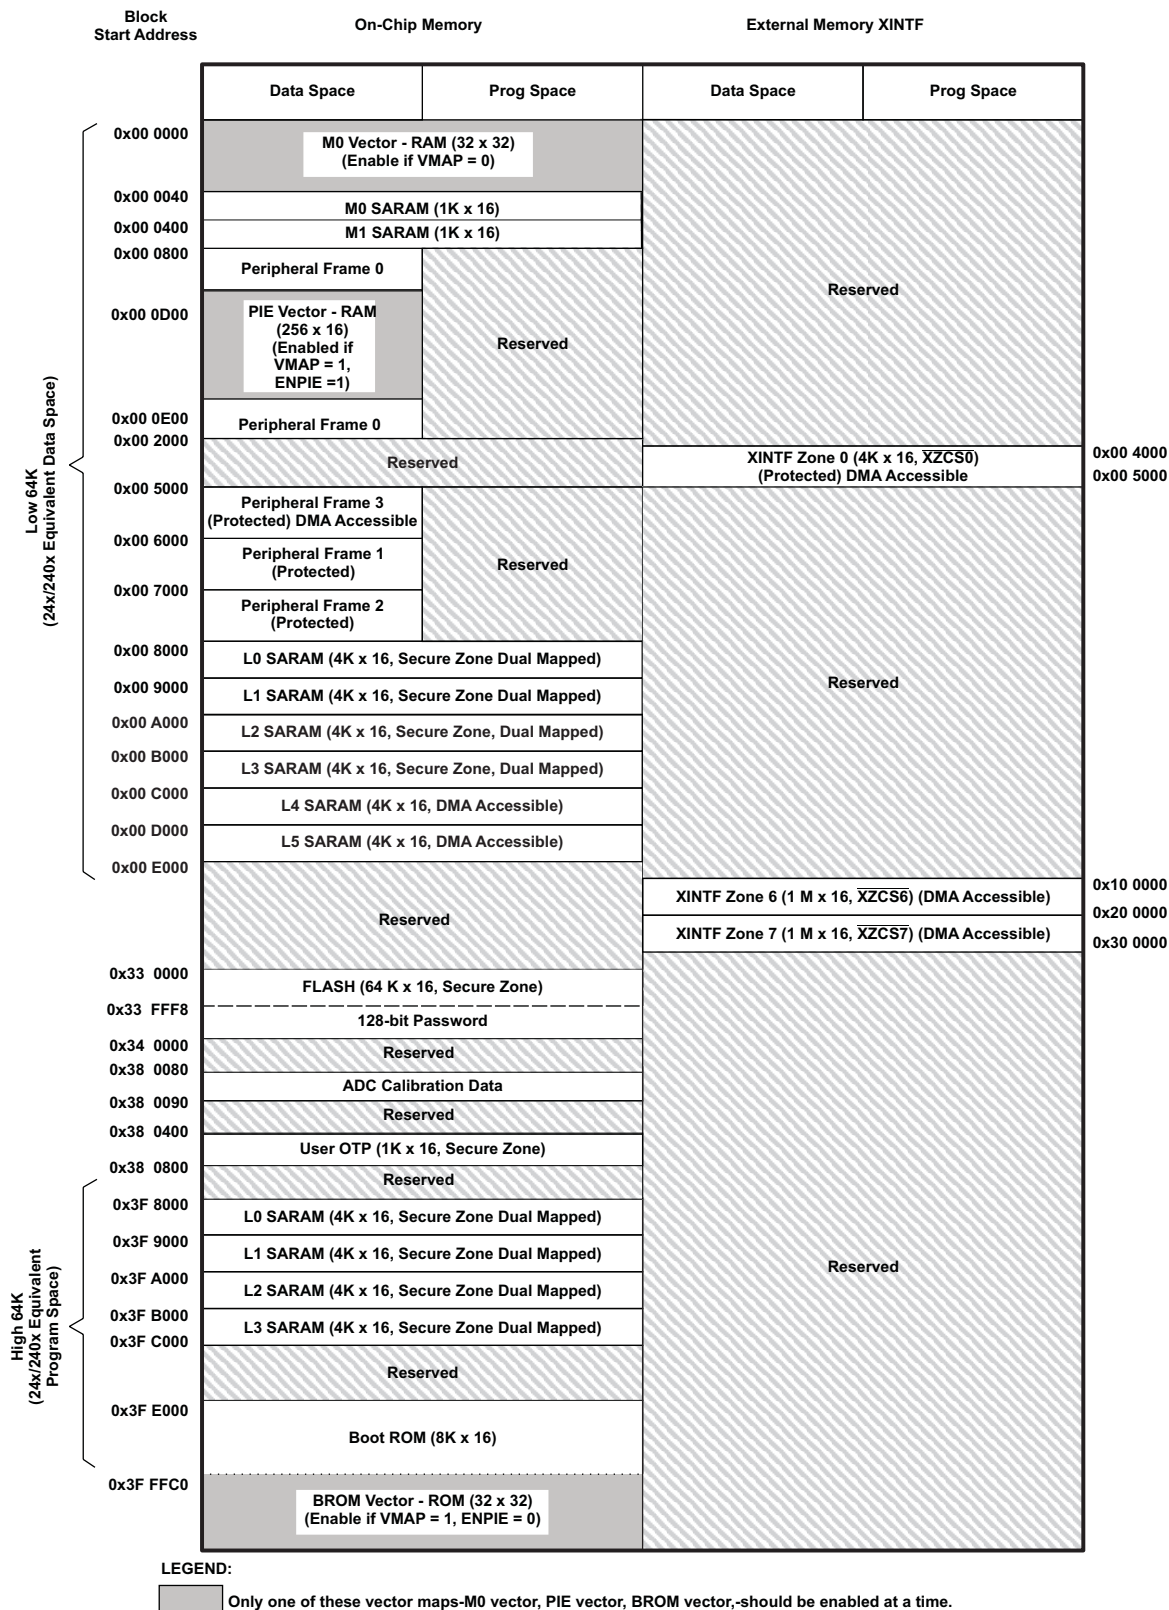 Block
Start Address
On-Chip Memory
External Memory XINTF
Data Space
Prog Space
Data Space
Prog Space
0x00 0000
M0 Vector - RAM (32 x 32)
(Enable if VMAP = 0)
0x00 0040
M0 SARAM (1K x 16)
0x00 0400
M1 SARAM (1K x 16)
0x00 0800
Peripheral Frame 0
Reserved
0x00 0D00
PIE Vector - RAM
(256 x 16)
(Enabled if
VMAP = 1,
ENPIE =1)
Reserved
0x00 0E00
Peripheral Frame 0
0x00 2000
Reserved
XINTF Zone 0 (4K x 16, XZCS0)
(Protected) DMA Accessible
0x00 4000
0x00 5000
Low 64K
(24x/240x Equivalent Data Space)
0x00 5000
Peripheral Frame 3
(Protected) DMA Accessible
0x00 6000
Peripheral Frame 1
(Protected)
Reserved
0x00 7000
Peripheral Frame 2
(Protected)
0x00 8000
L0 SARAM (4K x 16, Secure Zone Dual Mapped)
0x00 9000
L1 SARAM (4K x 16, Secure Zone Dual Mapped)
Reserved
0x00 A000
L2 SARAM (4K x 16, Secure Zone, Dual Mapped)
0x00 B000
L3 SARAM (4K x 16, Secure Zone, Dual Mapped)
0x00 C000
L4 SARAM (4K x 16, DMA Accessible)
0x00 D000
L5 SARAM (4K x 16, DMA Accessible)
0x00 E000
Reserved
XINTF Zone 6 (1 M x 16, XZCS6) (DMA Accessible)
0x10 0000
0x20 0000
XINTF Zone 7 (1 M x 16, XZCS7) (DMA Accessible)
0x30 0000
0x33 0000
FLASH (64 K x 16, Secure Zone)
0x33 FFF8
128-bit Password
0x34 0000
Reserved
0x38 0080
ADC Calibration Data
0x38 0090
Reserved
0x38 0400
User OTP (1K x 16, Secure Zone)
0x38 0800
Reserved
0x3F 8000
L0 SARAM (4K x 16, Secure Zone Dual Mapped)
0x3F 9000
L1 SARAM (4K x 16, Secure Zone Dual Mapped)
Reserved
0x3F A000
L2 SARAM (4K x 16, Secure Zone Dual Mapped)
0x3F B000
L3 SARAM (4K x 16, Secure Zone Dual Mapped)
0x3F C000
High 64K
(24x/240x Equivalent
Program Space)
Reserved
0x3F E000
Boot ROM (8K x 16)
0x3F FFC0
BROM Vector - ROM (32 x 32)
(Enable if VMAP = 1, ENPIE = 0)
LEGEND:
Only one of these vector maps-M0 vector, PIE vector, BROM vector,-should be enabled at a time.